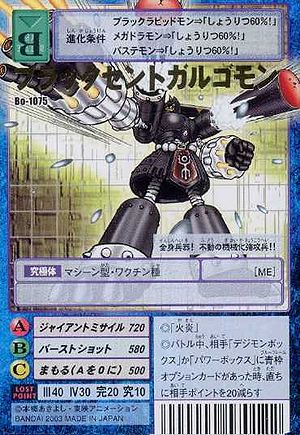 進化条件
ブラックラピッドモン⇒「しょうりつ60%!」
メガドラモン⇒「しょうりつ60%!」
バステモン⇒「しょうりつ60%!」
ブラックセントガルゴモン
Bo-1075
全身兵器!! 不動の機械化強攻兵!!
究極体 マシーン型・ワクチン種
[ME]
A ジャイアントミサイル 720
B バーストショット 580
C まもる(Aを0に) 500
LOST POINT
Ⅲ40 Ⅳ30 完20 究10
◎「火炎」
◎バトル中、相手「デジモンボックス」か「パワーボックス」に青枠
オプションカードがあった時、直ちに相手ポイントを20減らす
©本郷あきよし・東映アニメーション
BANDAI 2003 MADE IN JAPAN